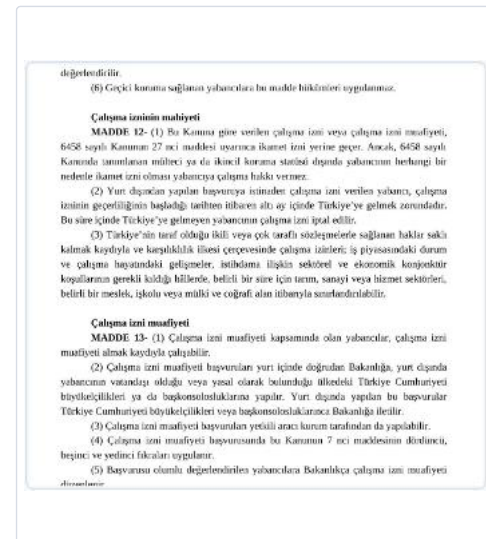 değerlendirilir.
(6) Geçici koruma sağlanan yabancılara bu madde hükümleri uygulanmaz.
Çalışma izninin mahiyeti
MADDE 12- (1) Bu Kanuna göre verilen çalışma izni veya çalışma izni muafiyeti,
6458 sayılı Kanunun 27 nci maddesi uyarınca ikamet izni yerine geçer. Ancak, 6458 sayılı
Kanunda tanımlanan mülteci ya da ikincil koruma statüsü dışında yabancının herhangi bir
nedenle ikamet izni olması yabancıya çalışma hakkı vermez.
(2) Yurt dışından yapılan başvuruya istinaden çalışma izni verilen yabancı, çalışma
izninin geçerliliğinin başladığı tarihten itibaren altı ay içinde Türkiye'ye gelmek zorundadır.
Bu süre içinde Türkiye'ye gelmeyen yabancının çalışma izni iptal edilir.
(3) Türkiye'nin taraf olduğu ikili veya çok taraflı sözleşmelerle sağlanan haklar saklı
kalmak kaydıyla ve karşılıklılık ilkesi çerçevesinde çalışma izinleri; iş piyasasındaki durum
ve çalışma hayatındaki gelişmeler, istihdama ilişkin sektörel ve ekonomik konjonktür
koşullarının gerekli kıldığı hâllerde, belirli bir süre için tarım, sanayi veya hizmet sektörleri,
belirli bir meslek, işkolu veya mülki ve coğrafi alan itibarıyla sınırlandırılabilir.
Çalışma izni muafiyeti
MADDE 13- (1) Çalışma izni muafiyeti kapsamında olan yabancılar, çalışma izni
muafiyeti almak kaydıyla çalışabilir.
(2) Çalışma izni muafiyeti başvuruları yurt içinde doğrudan Bakanlığa, yurt dışında
yabancının vatandaşı olduğu veya yasal olarak bulunduğu ülkedeki Türkiye Cumhuriyeti
büyükelçilikleri ya da başkonsolosluklarına yapılır. Yurt dışında yapılan bu başvurular
Türkiye Cumhuriyeti büyükelçilikleri veya başkonsolosluklarınca Bakanlığa iletilir.
(3) Çalışma izni muafiyeti başvuruları yetkili aracı kurum tarafından da yapılabilir.
(4) Çalışma izni muafiyeti başvurusunda bu Kanunun 7 nci maddesinin dördüncü,
beşinci ve yedinci fıkraları uygulanır.
(5) Başvurusu olumlu değerlendirilen yabancılara Bakanlıkça çalışma izni muafiyeti